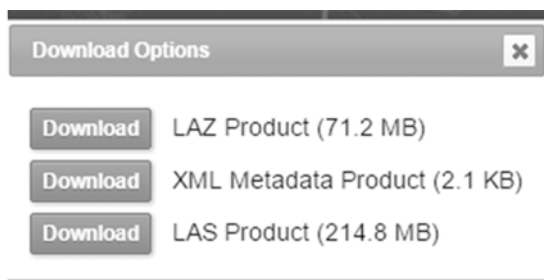 Download Options
Download LAZ Product (71.2 MB)
Download XML Metadata Product (2.1 KB)
Download LAS Product (214.8 MB)